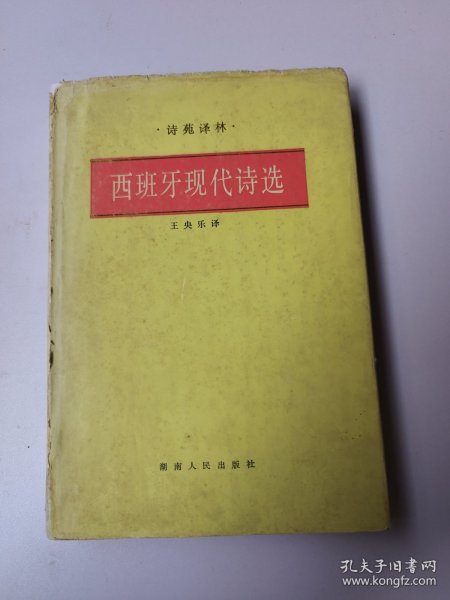 ·诗苑译林·
西班牙现代诗选
王央乐译
湖南人民出版社
孔夫子旧书网
www.kongfz.com